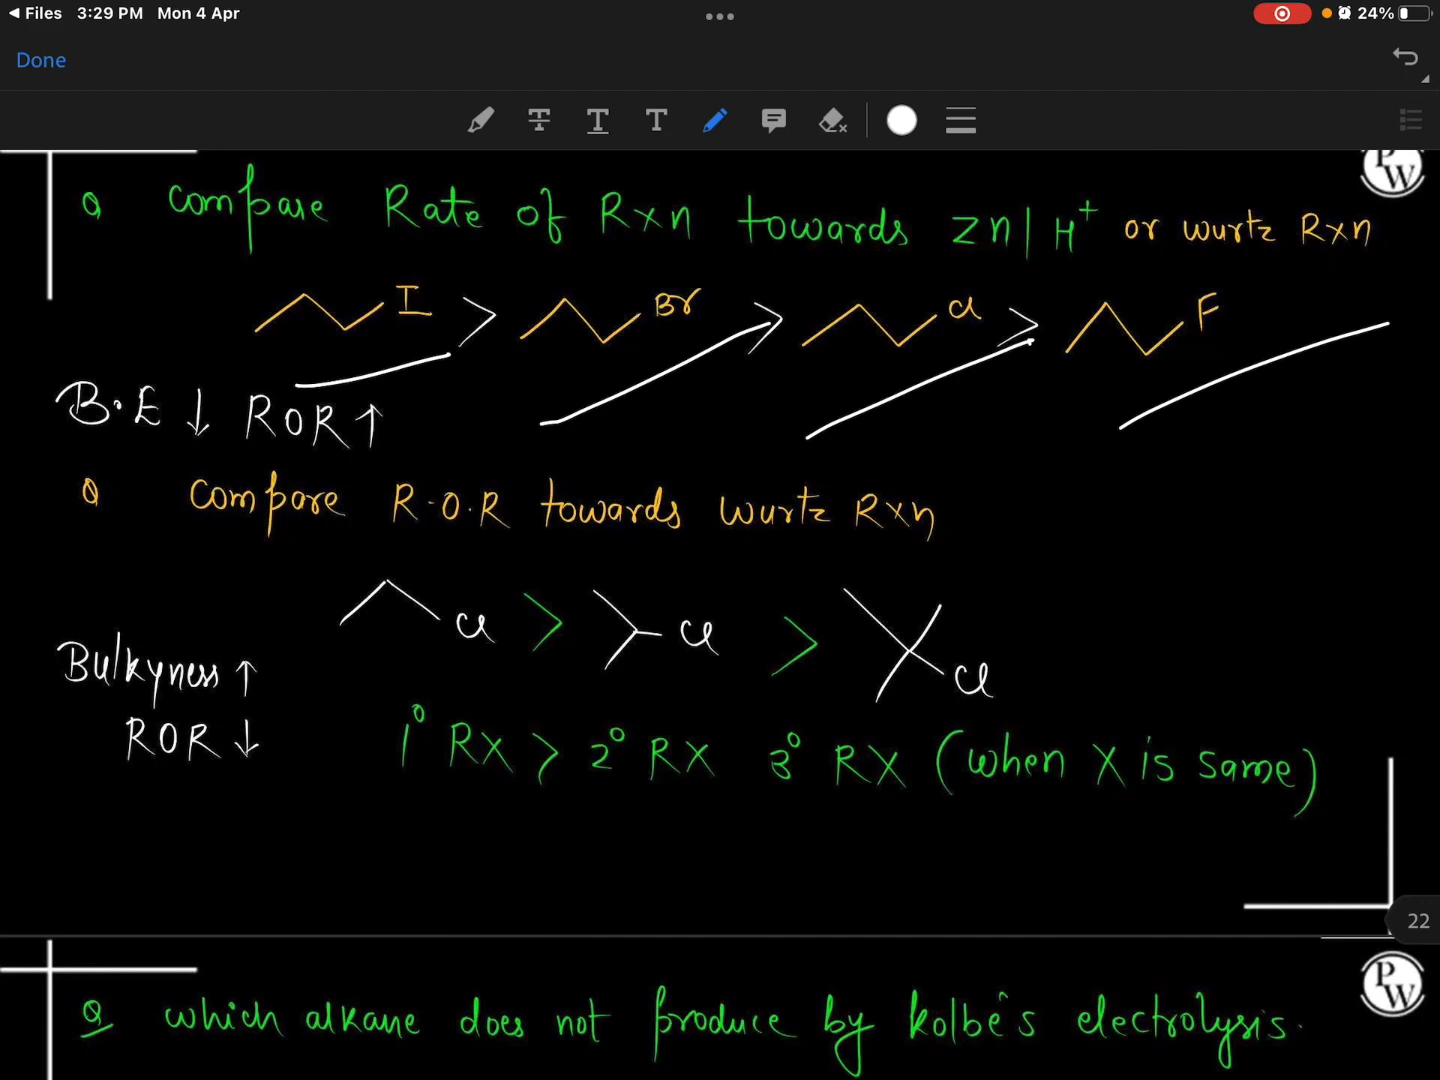 Files 3:29 PM Mon 4 Apr 24%
Done
PW
Q Compare Rate of Rxn towards Zn | H+ or wurtz Rxn
I > Br > Cl > F
B.E ↓ ROR ↑
Q Compare R.O.R towards wurtz Rxn
Cl > Cl > Cl
Bulkyness ↑
ROR ↓ 1° RX > 2° RX 3° RX (when X is same)
22
PW
Q which alkane does not produce by kolbe's electrolysis.